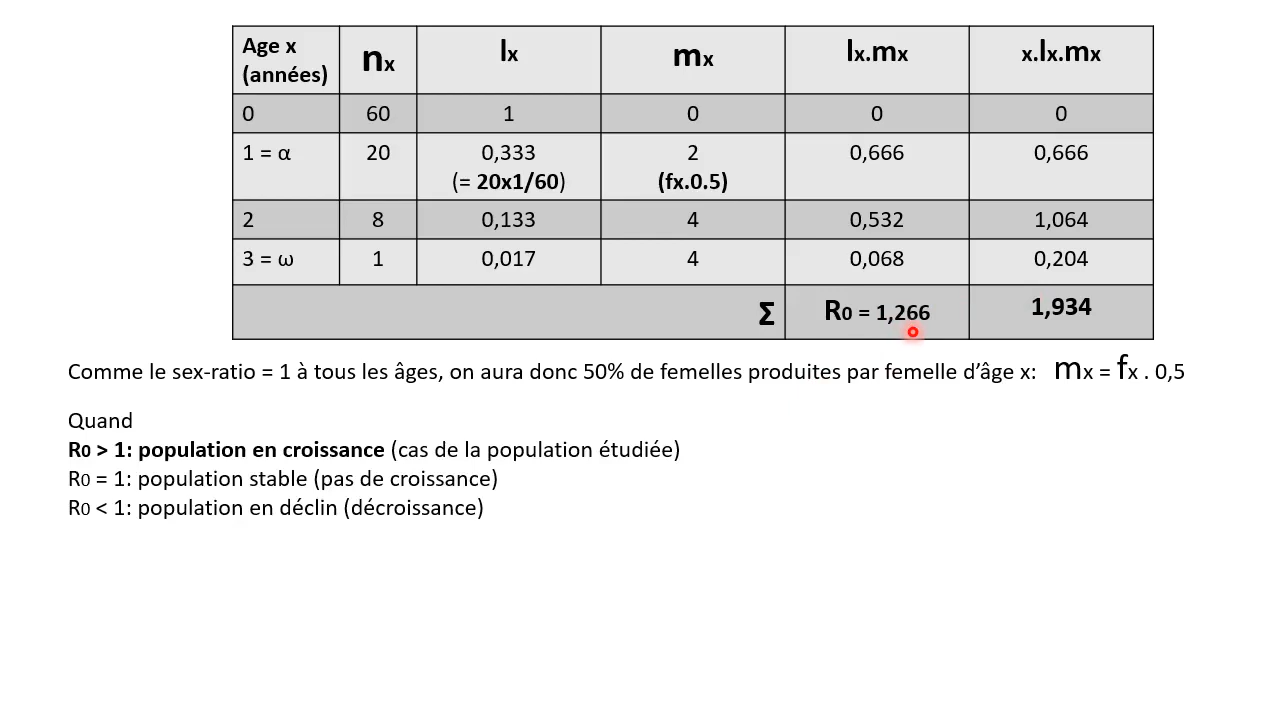 Age x (années) nx lx mx lx.mx x.lx.mx
0 60 1 0 0 0
1 = α 20 0,333 2 0,666 0,666
(= 20x1/60) (fx.0.5)
2 8 0,133 4 0,532 1,064
3 = ω 1 0,017 4 0,068 0,204
Σ R0 = 1,266 1,934
Comme le sex-ratio = 1 à tous les âges, on aura donc 50% de femelles produites par femelle d’âge x: mx = fx . 0,5
Quand
R0 > 1: population en croissance (cas de la population étudiée)
R0 = 1: population stable (pas de croissance)
R0 < 1: population en déclin (décroissance)